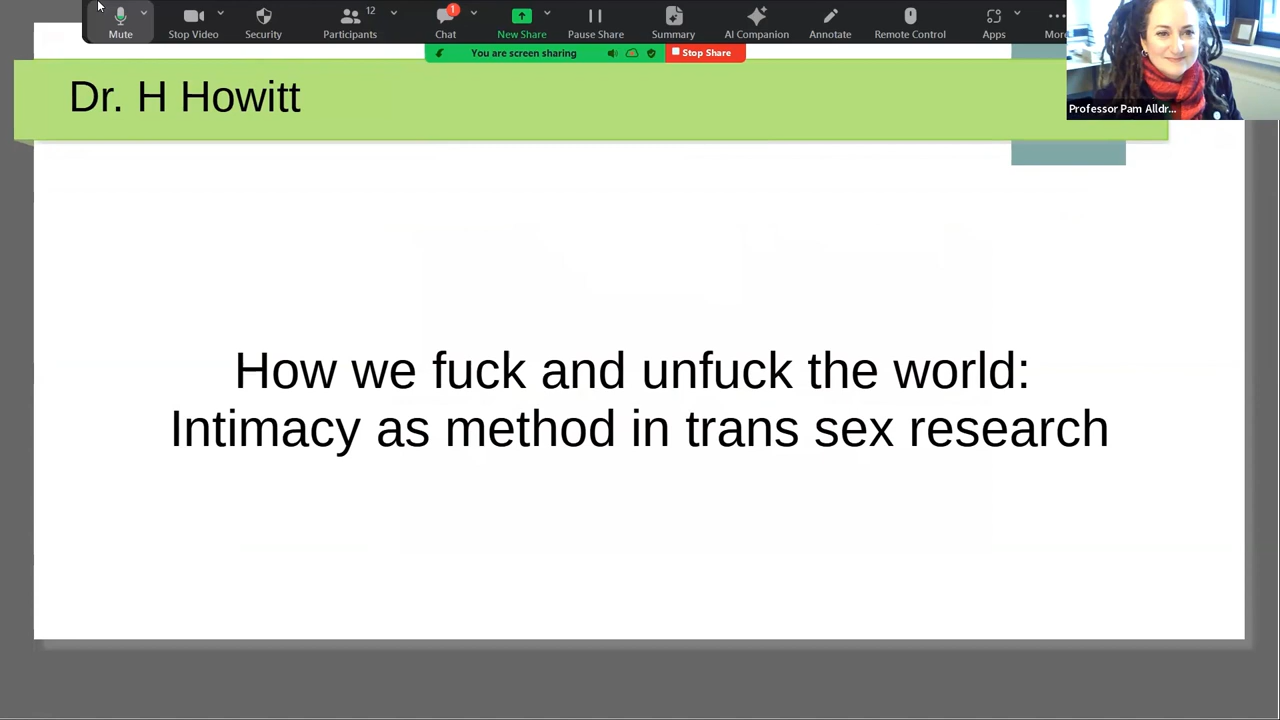 Mute
Stop Video
Security
Participants
12
Chat
1
New Share
Pause Share
Summary
AI Companion
Annotate
Remote Control
Apps
More
You are screen sharing
Stop Share
Professor Pam Alldr...
Dr. H Howitt
How we fuck and unfuck the world:
Intimacy as method in trans sex research